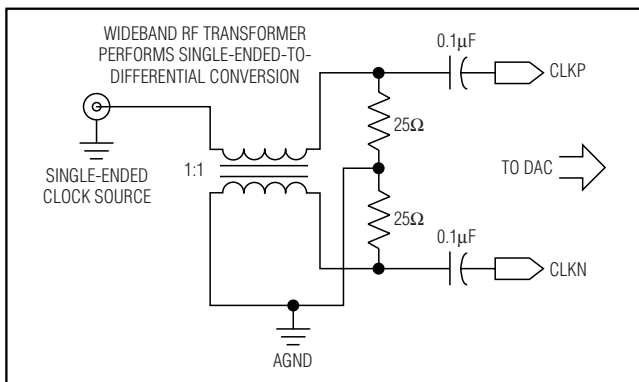 WIDEBAND RF TRANSFORMER
PERFORMS SINGLE-ENDED-TO-
DIFFERENTIAL CONVERSION
0.1μF
CLKP
25Ω
SINGLE-ENDED
CLOCK SOURCE
1:1
TO DAC
25Ω
0.1μF
CLKN
AGND